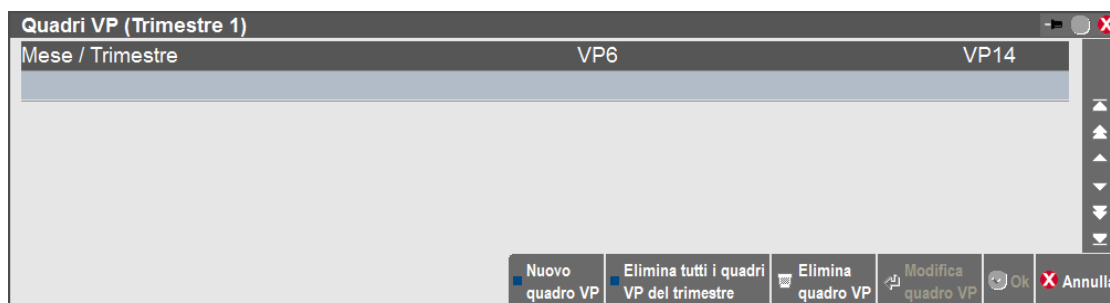 Quadri VP (Trimestre 1)
Mese / Trimestre VP6 VP14
Nuovo quadro VP
Elimina tutti i quadri VP del trimestre
Elimina quadro VP
Modifica quadro VP
Ok
Annulla